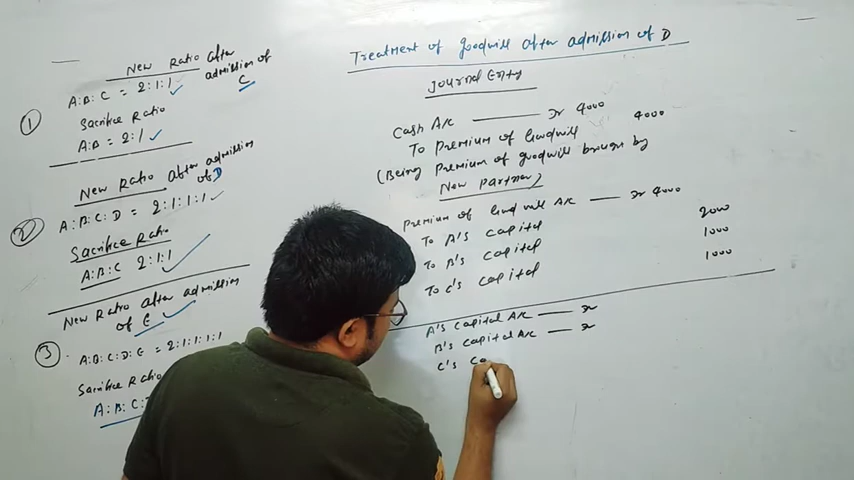 New Ratio after
admission of
C
A:B:C = 2:1:1
① Sacrifice Ratio
A:B = 2:1
New Ratio after admission
of D
② A:B:C:D = 2:1:1:1
Sacrifice Ratio
A:B:C 2:1:1
New Ratio after admission
of E
③ A:B:C:D:E = 2:1:1:1:1
Sacrifice Ratio
A:B:C:
Treatment of goodwill after admission of D
Journal Entry
Cash A/c Dr 4000
To Premium of Goodwill 4000
(Being Premium of goodwill brough by
New Partner)
Premium of Goodwill A/c Dr 4000
To A's capital 2000
To B's capital 1000
To C's capital 1000
A's capital A/c Dr
B's capital A/c Dr
C's ca